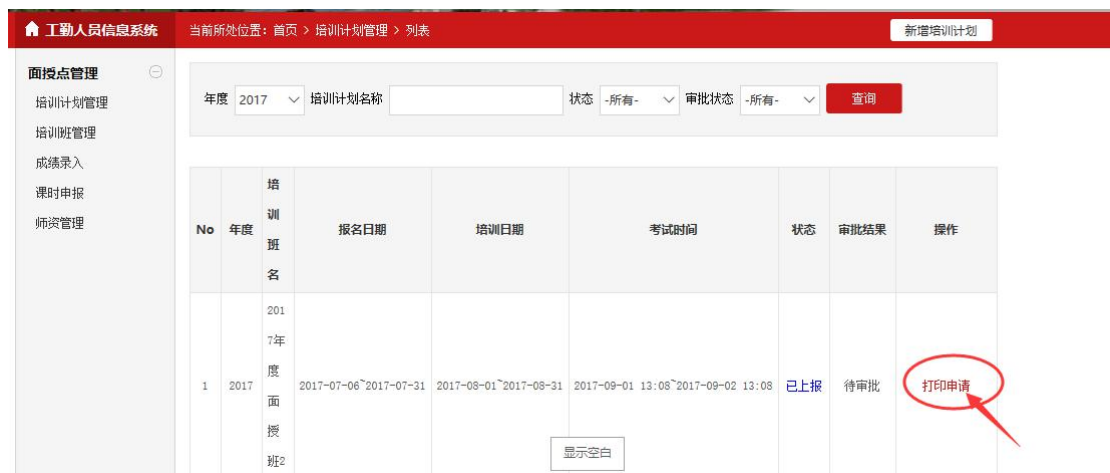 工勤人员信息系统 当前所处位置：首页 > 培训计划管理 > 列表 新增培训计划
面授点管理
培训计划管理
培训班管理
成绩录入
课时申报
师资管理
年度 2017 培训计划名称 状态 -所有- 审批状态 -所有- 查询
No 年度 培训班名 报名日期 培训日期 考试时间 状态 审批结果 操作
1 2017 2017年度面授班2 2017-07-06~2017-07-31 2017-08-01~2017-08-31 2017-09-01 13:08~2017-09-02 13:08 已上报 待审批 打印申请
显示空白